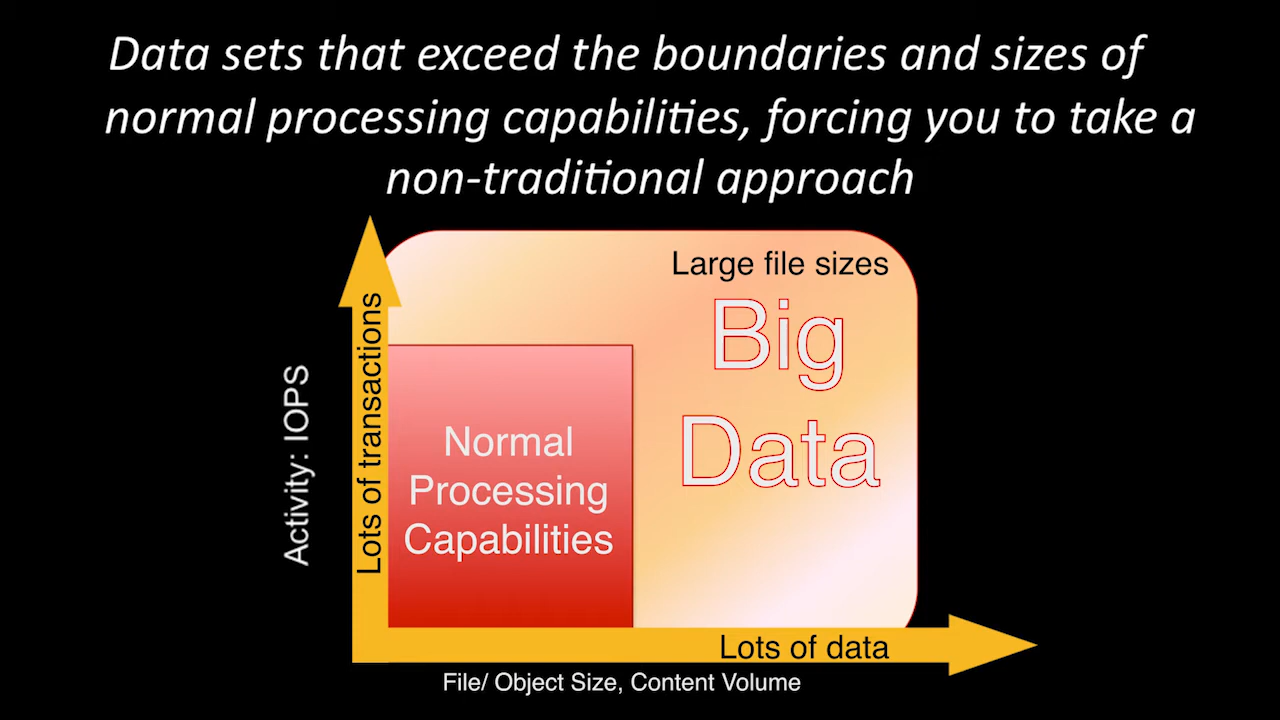 Data sets that exceed the boundaries and sizes of
normal processing capabilities, forcing you to take a
non-traditional approach
Large file sizes
Big
Data
Lots of transactions
Activity: IOPS
Normal
Processing
Capabilities
Lots of data
File/ Object Size, Content Volume